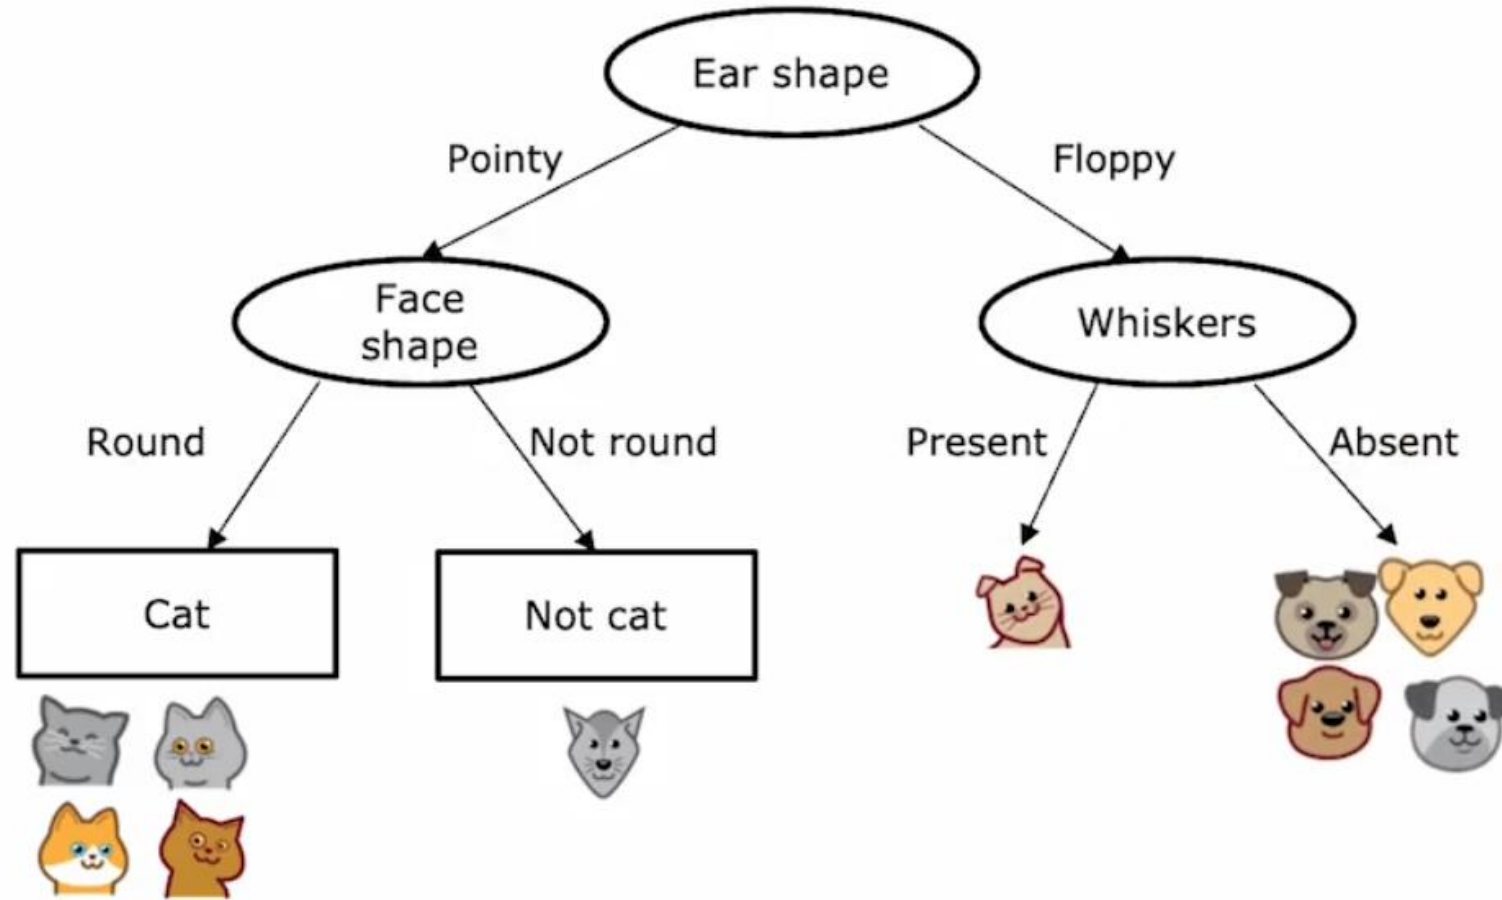 Ear shape
Pointy
Floppy
Face
shape
Whiskers
Round
Not round
Present
Absent
Cat
Not cat